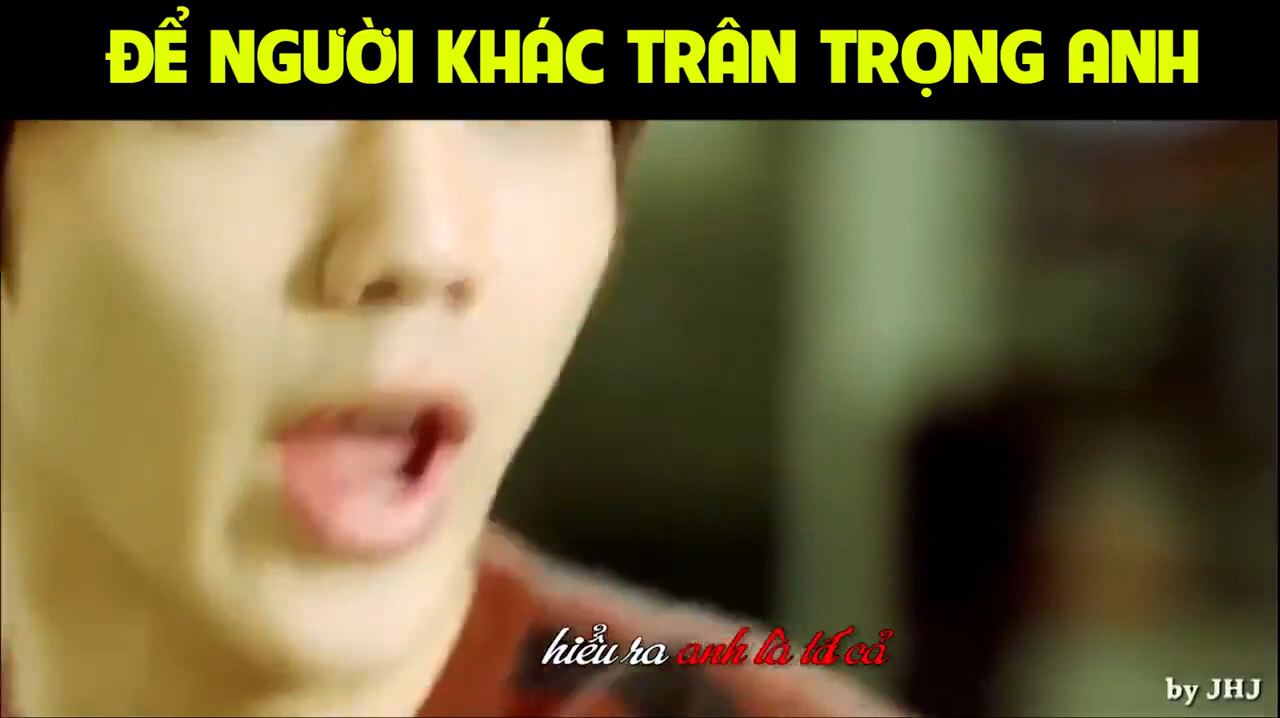 ĐỂ NGƯỜI KHÁC TRÂN TRỌNG ANH
hiểu ra anh là tất cả
by JHJ